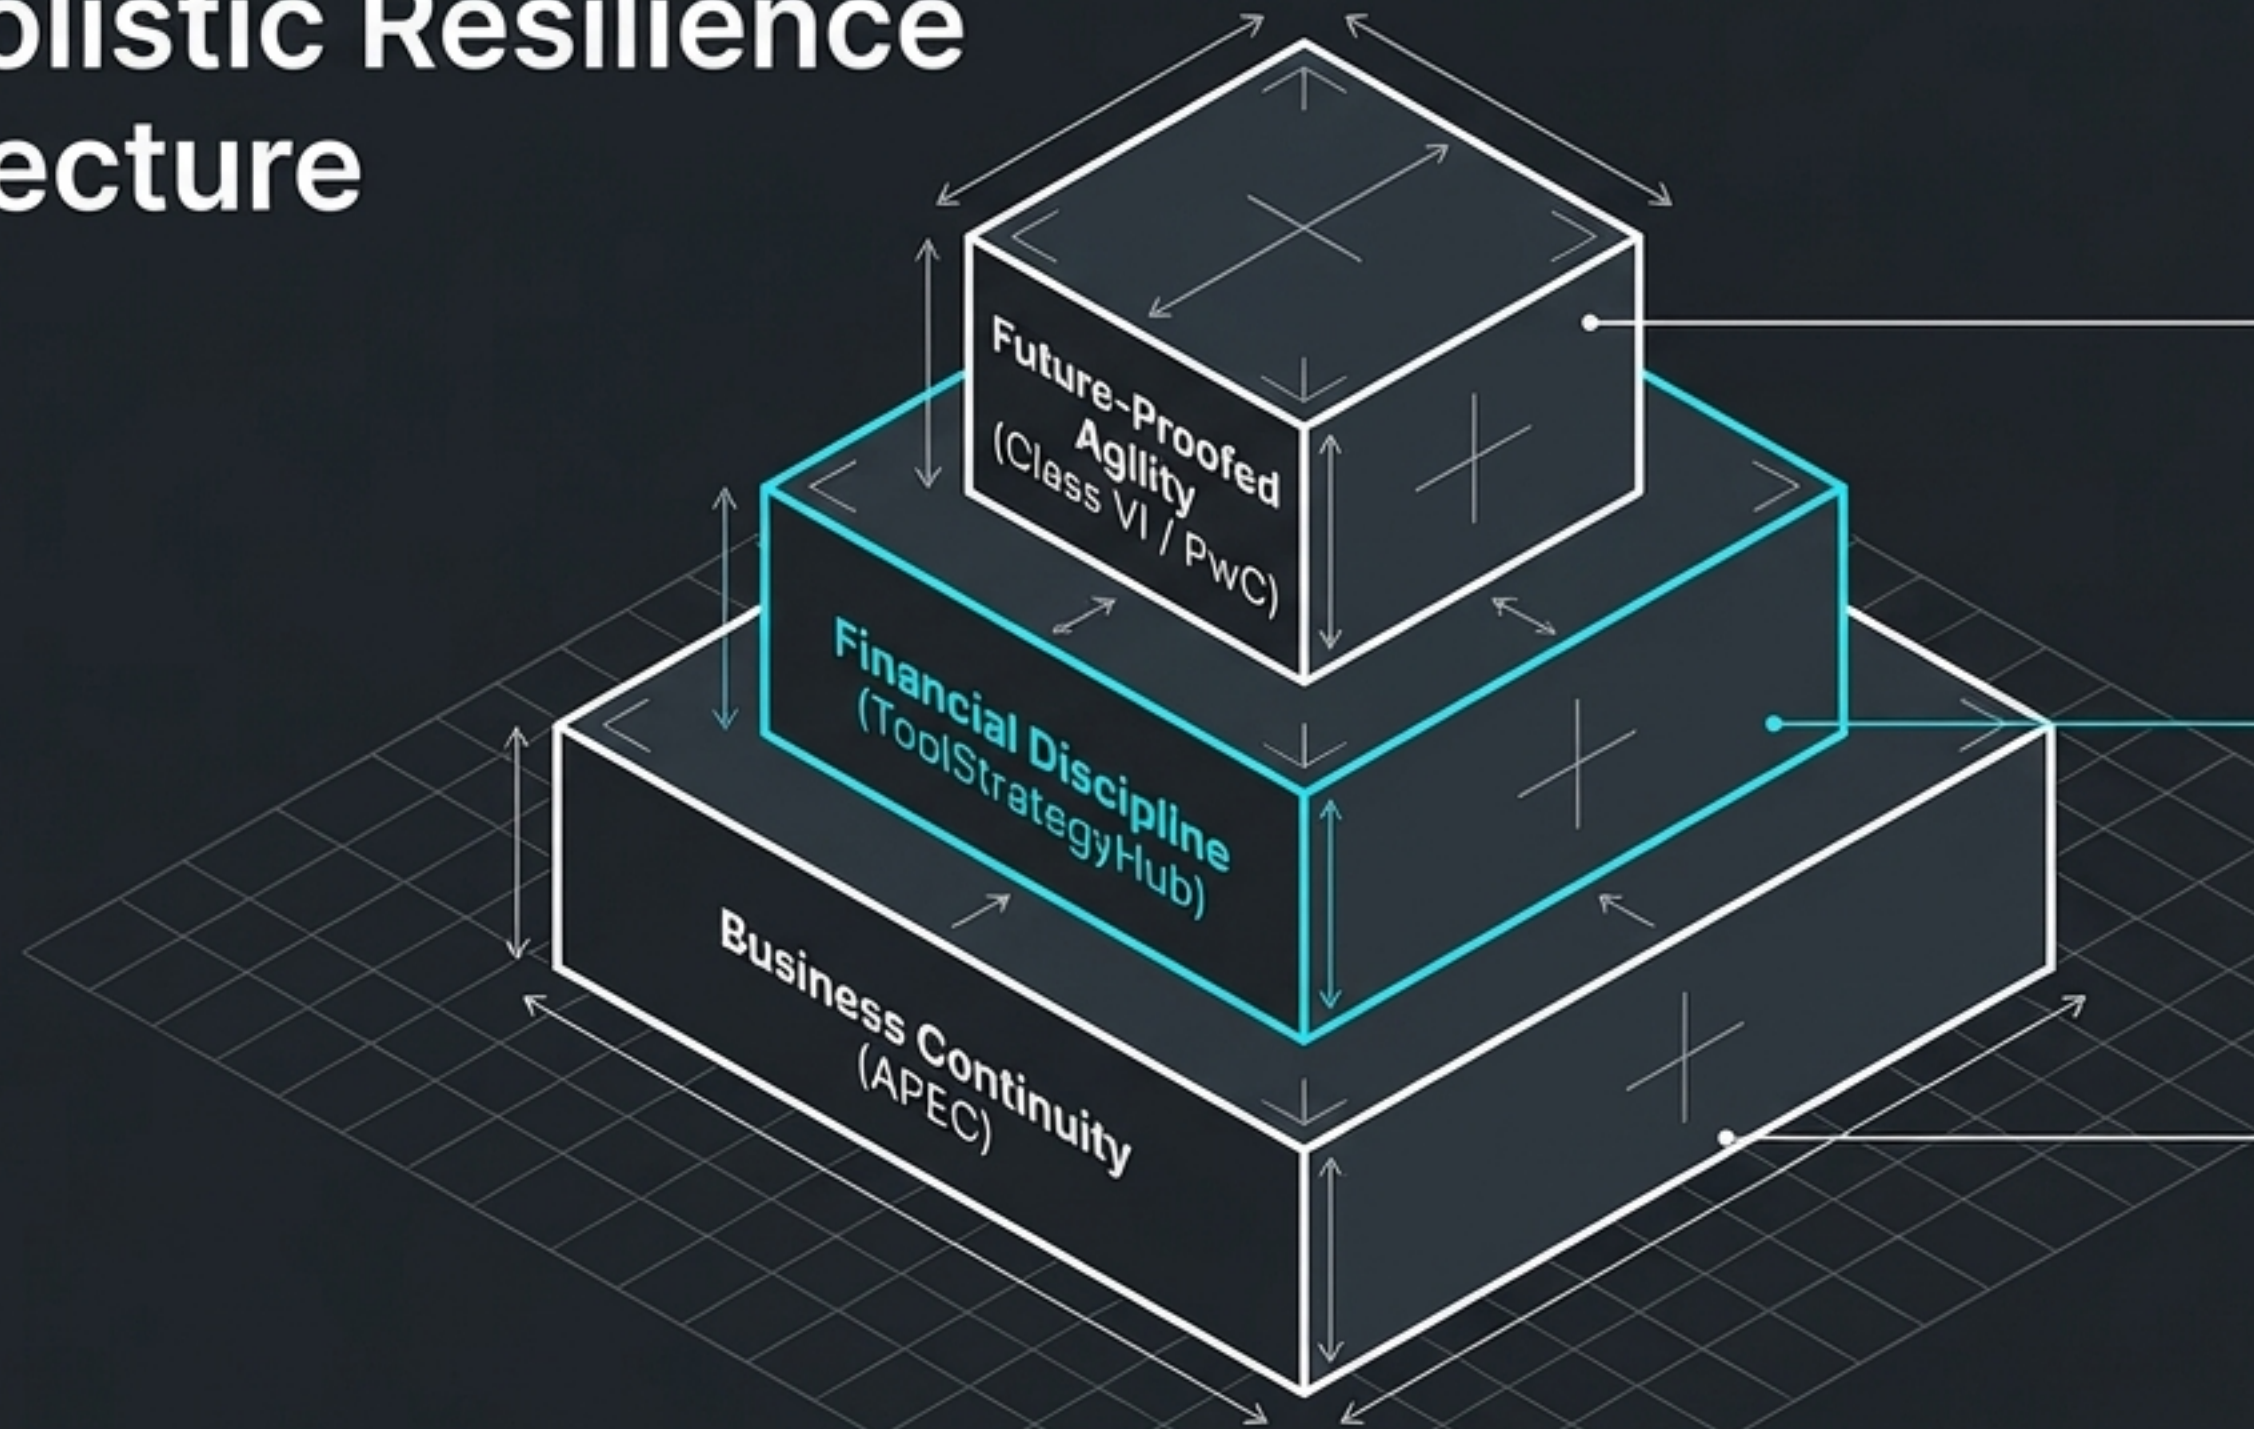 olistic Resilience
ecture
Future-Proofed
Agility
(Class VI / PwC)
Financial Discipline
(ToolStrategyHub)
Business Continuity
(APEC)